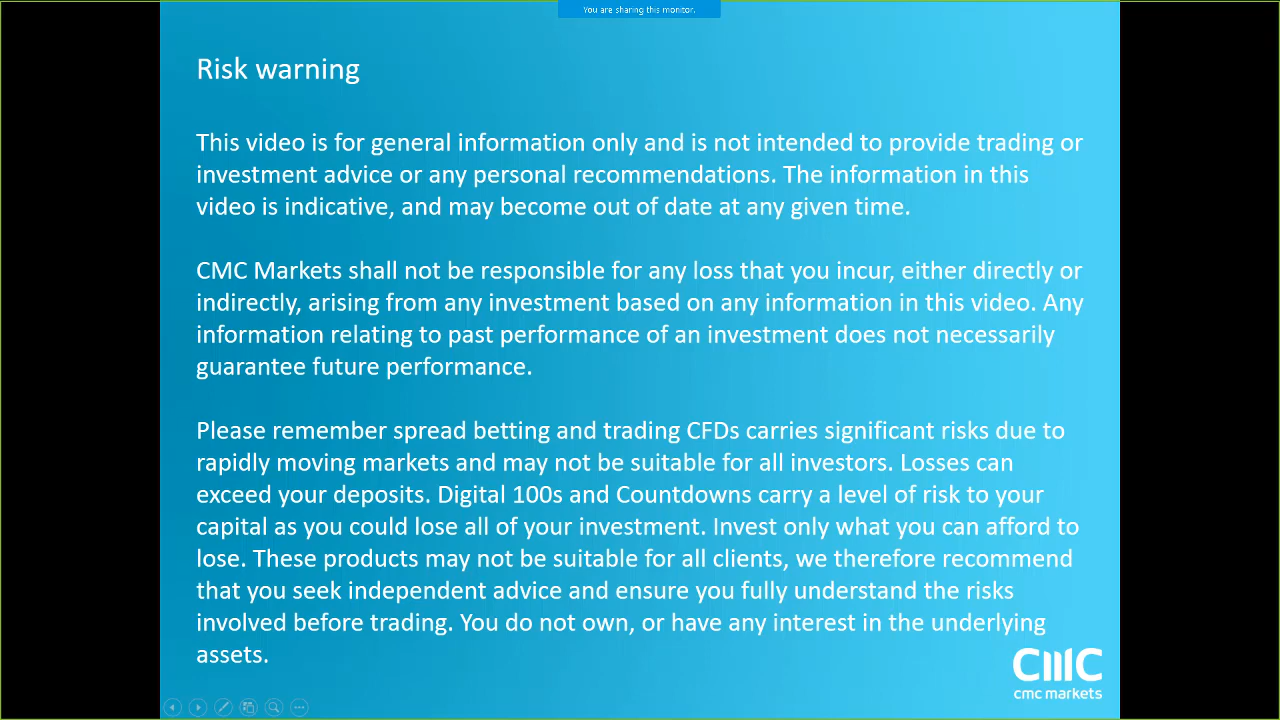 You are sharing this monitor.
Risk warning
This video is for general information only and is not intended to provide trading or
investment advice or any personal recommendations. The information in this
video is indicative, and may become out of date at any given time.
CMC Markets shall not be responsible for any loss that you incur, either directly or
indirectly, arising from any investment based on any information in this video. Any
information relating to past performance of an investment does not necessarily
guarantee future performance.
Please remember spread betting and trading CFDs carries significant risks due to
rapidly moving markets and may not be suitable for all investors. Losses can
exceed your deposits. Digital 100s and Countdowns carry a level of risk to your
capital as you could lose all of your investment. Invest only what you can afford to
lose. These products may not be suitable for all clients, we therefore recommend
that you seek independent advice and ensure you fully understand the risks
involved before trading. You do not own, or have any interest in the underlying
assets.
CMC
cmc markets